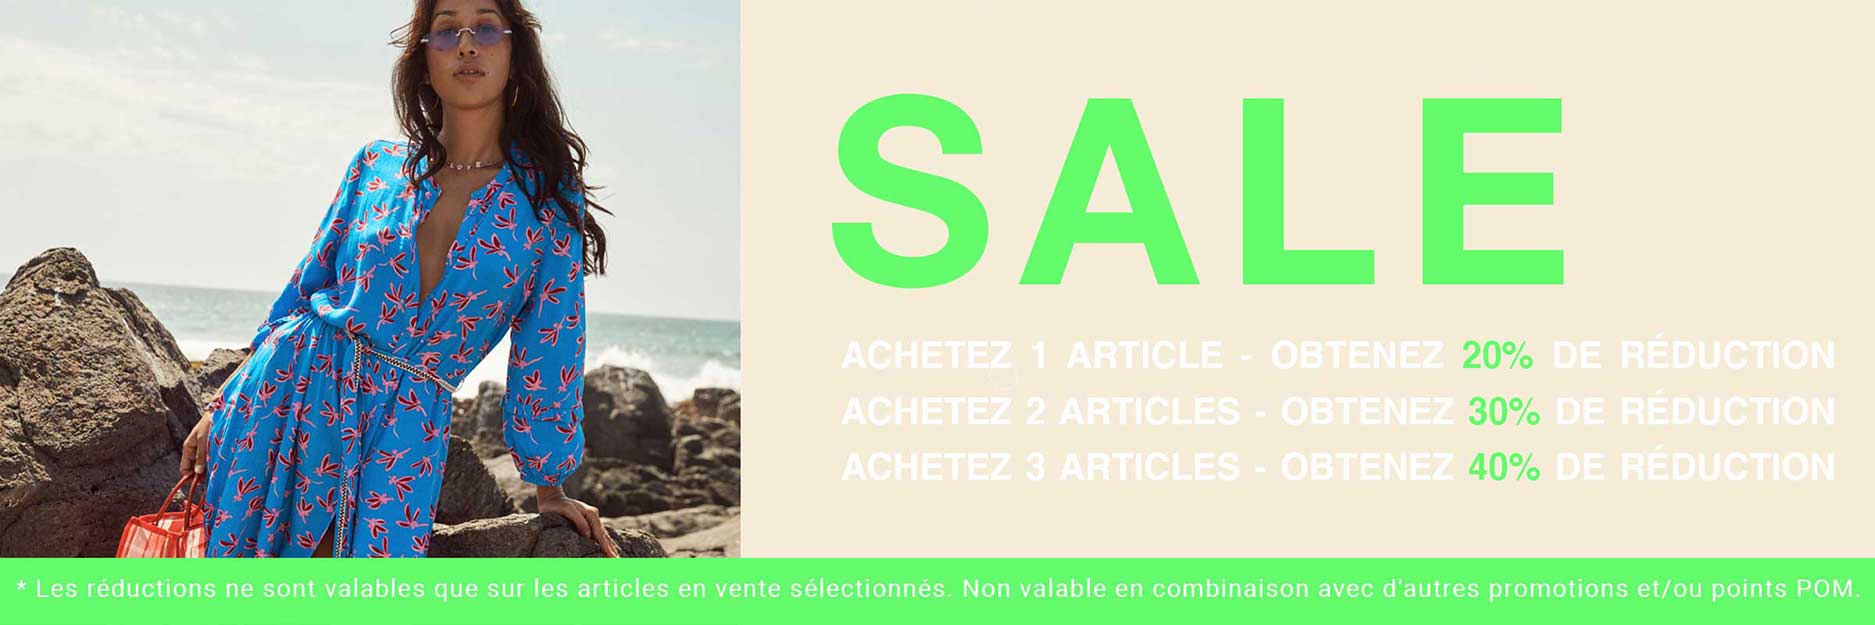 LOVE
SALE
ACHETEZ 1 ARTICLE - OBTENEZ 20% DE RÉDUCTION
ACHETEZ 2 ARTICLES - OBTENEZ 30% DE RÉDUCTION
ACHETEZ 3 ARTICLES - OBTENEZ 40% DE RÉDUCTION
* Les réductions ne sont valables que sur les articles en vente sélectionnés. Non valable en combinaison avec d'autres promotions et/ou points POM.